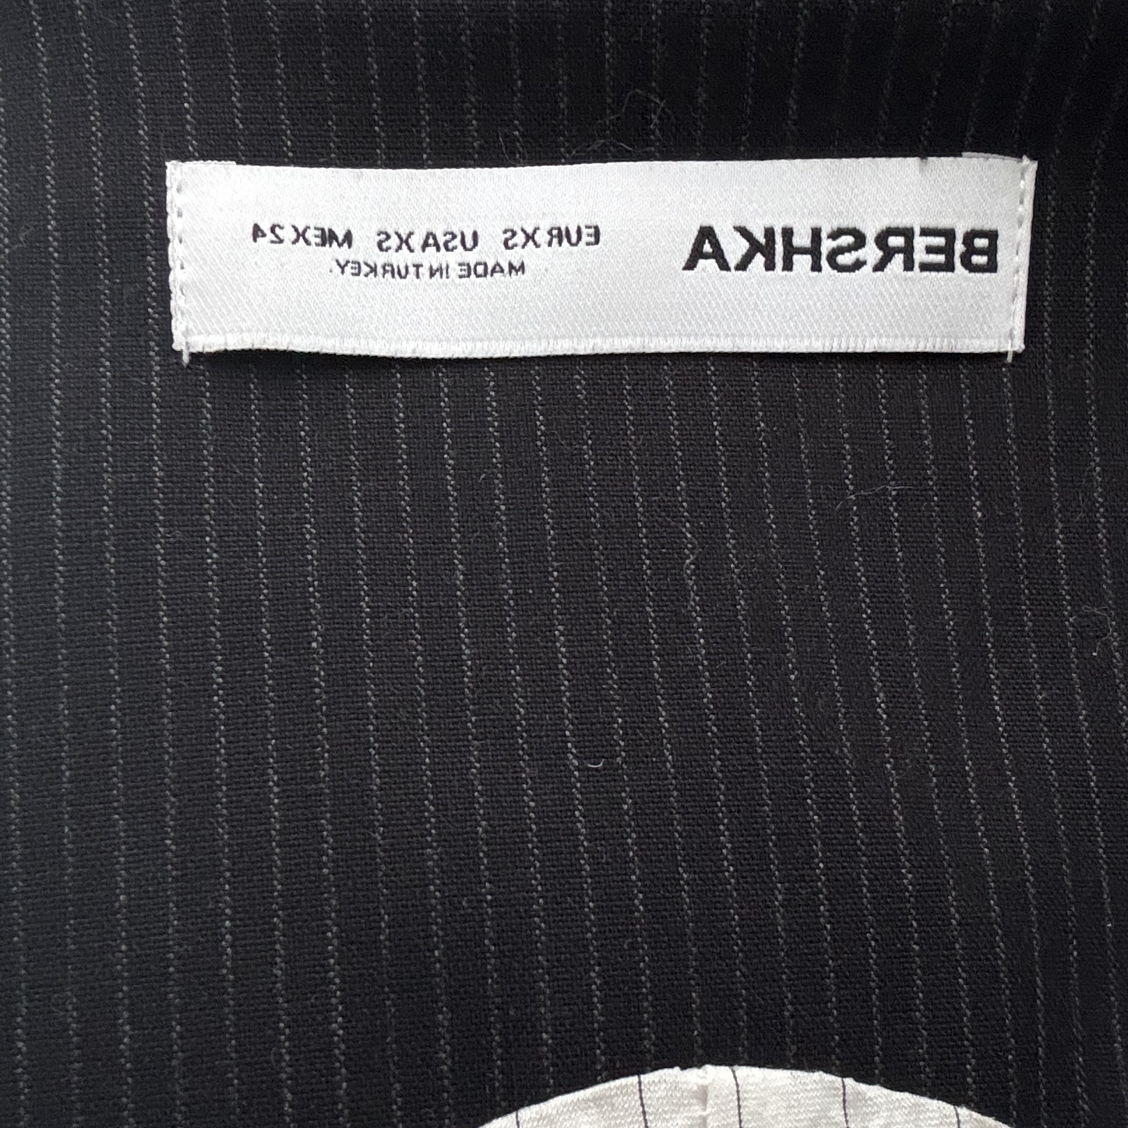 BERSHKA
EUR XS USA XS MEX 24
MADE IN TURKEY